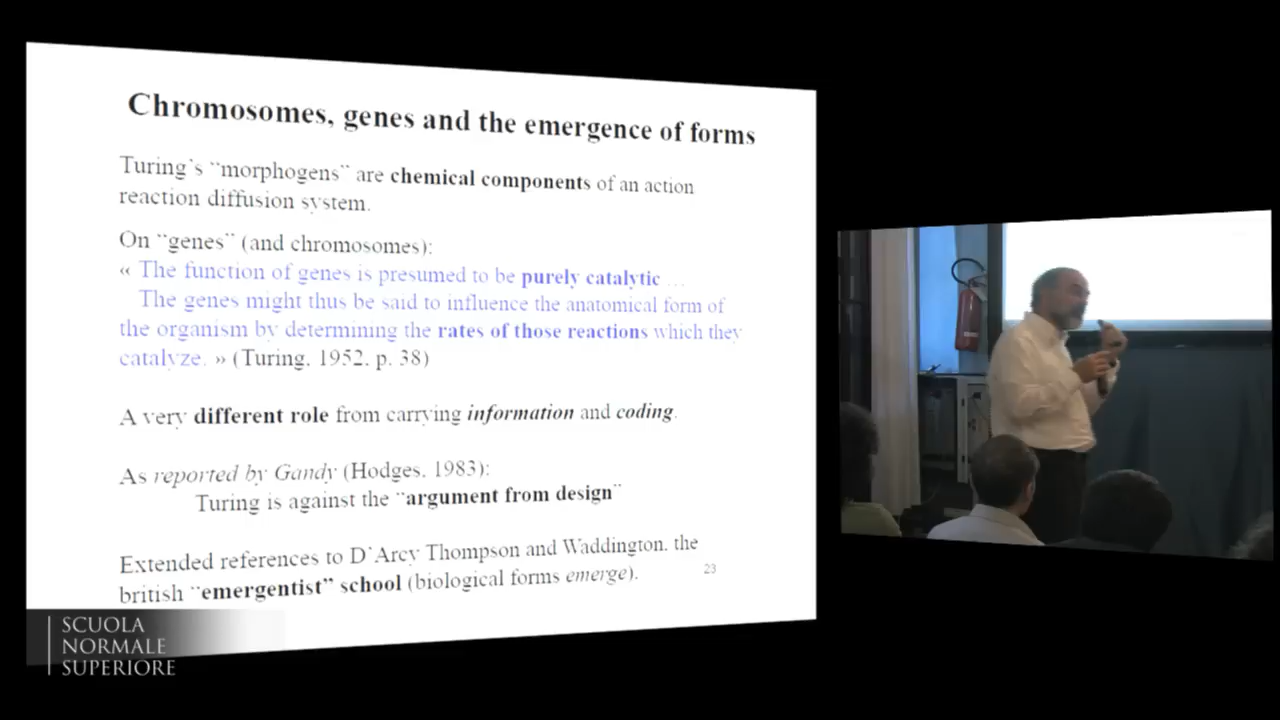 Chromosomes, genes and the emergence of forms
Turing's “morphogens” are chemical components of an action
reaction diffusion system.
On “genes” (and chromosomes):
« The function of genes is presumed to be purely catalytic ...
The genes might thus be said to influence the anatomical form of
the organism by determining the rates of those reactions which they
catalyze. » (Turing, 1952, p. 38)
A very different role from carrying information and coding.
As reported by Gandy (Hodges, 1983):
Turing is against the “argument from design”
Extended references to D'Arcy Thompson and Waddington, the
british “emergentist” school (biological forms emerge).
23
SCUOLA
NORMALE
SUPERIORE